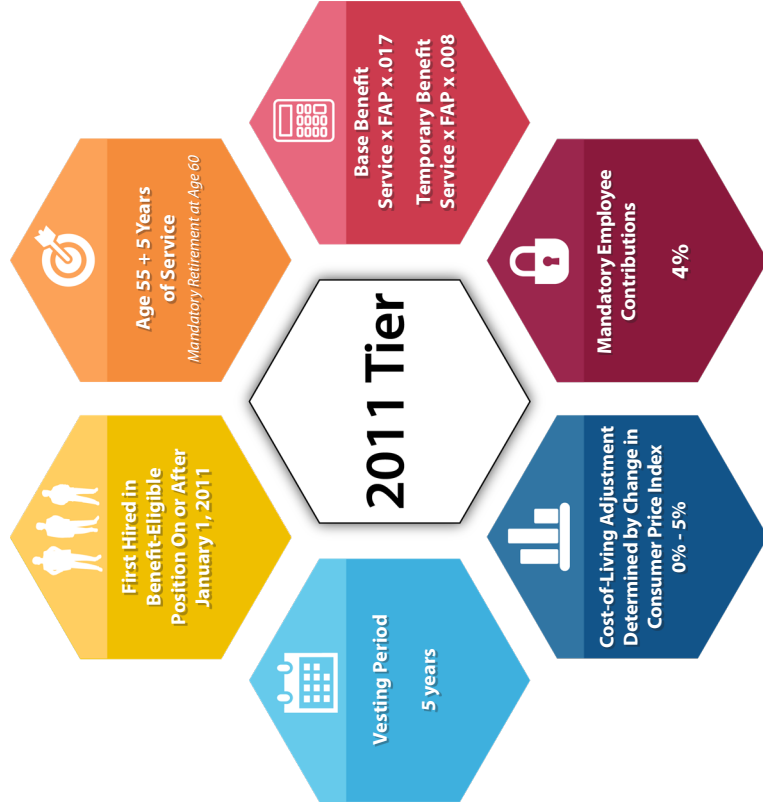 First Hired in
Benefit-Eligible
Position On or After
January 1, 2011
Age 55 + 5 Years
of Service
Mandatory Retirement at Age 60
Vesting Period
5 years
2011 Tier
Base Benefit
Service x FAP x .017
Temporary Benefit
Service x FAP x .008
Cost-of-Living Adjustment
Determined by Change in
Consumer Price Index
0% - 5%
Mandatory Employee
Contributions
4%